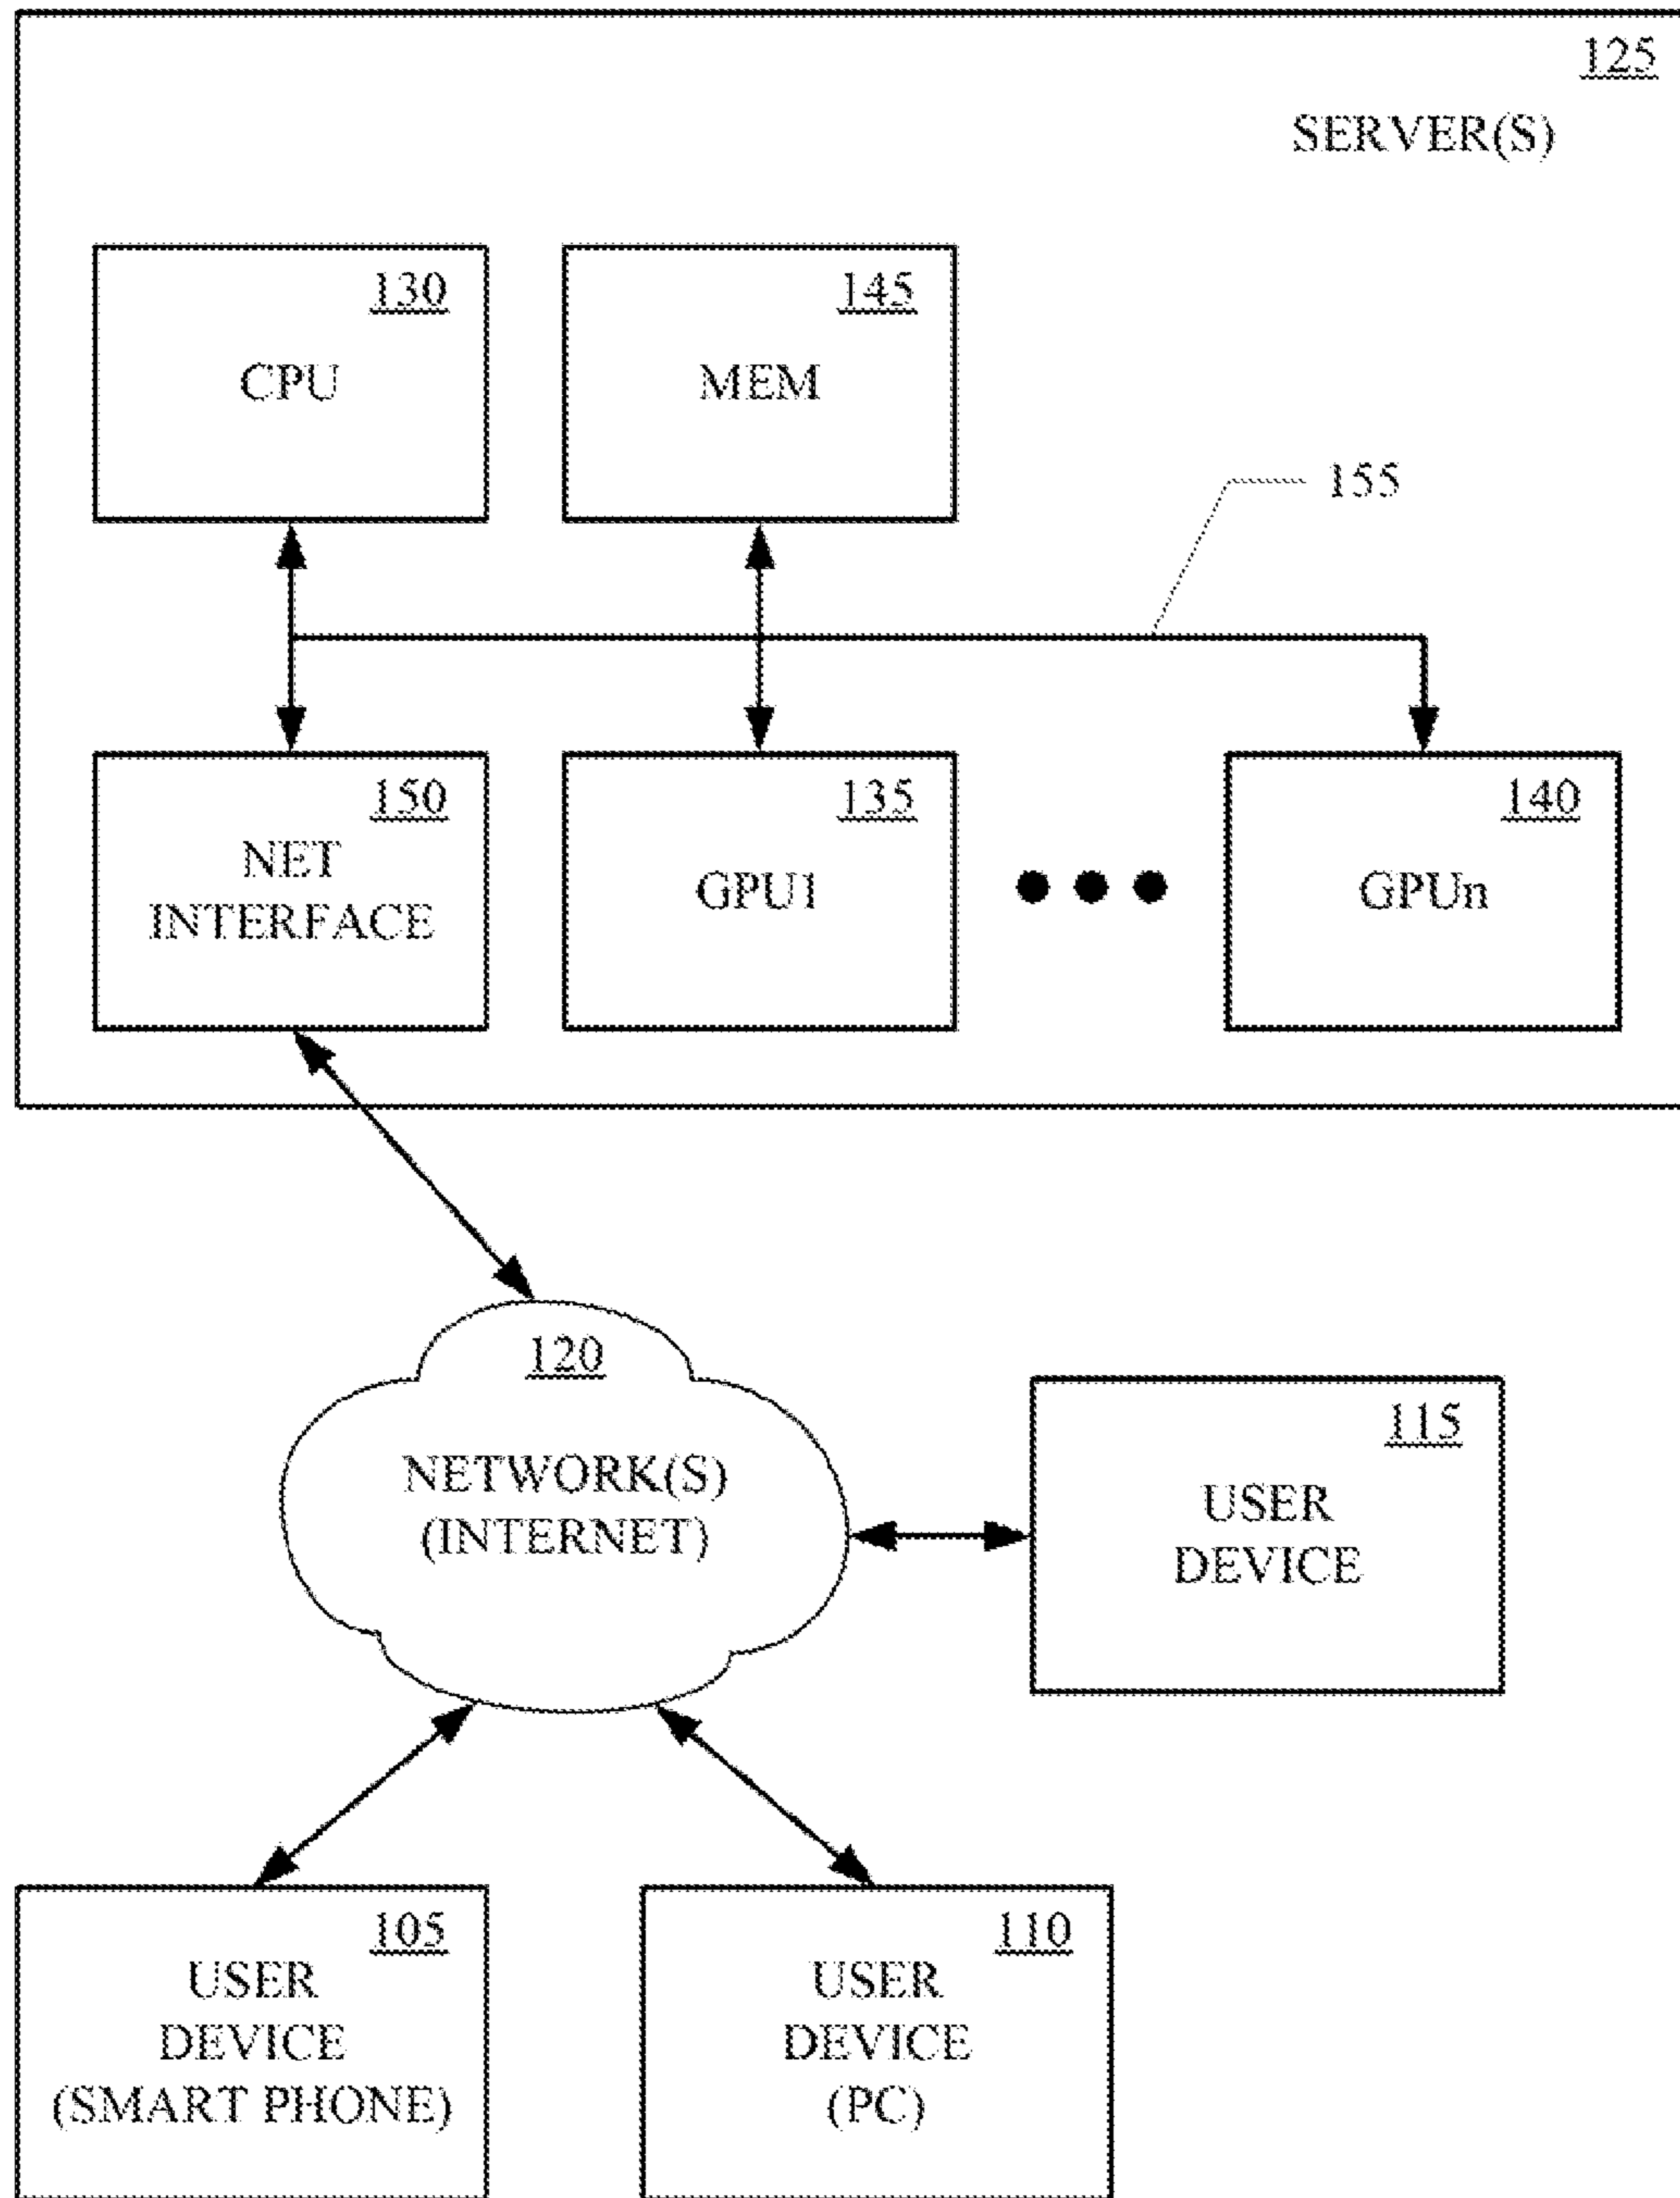 125
SERVER(S)
130
CPU
145
MEM
155
150
NET
INTERFACE
135
GPU1
140
GPUn
120
NETWORK(S)
(INTERNET)
115
USER
DEVICE
105
USER
DEVICE
(SMART PHONE)
110
USER
DEVICE
(PC)